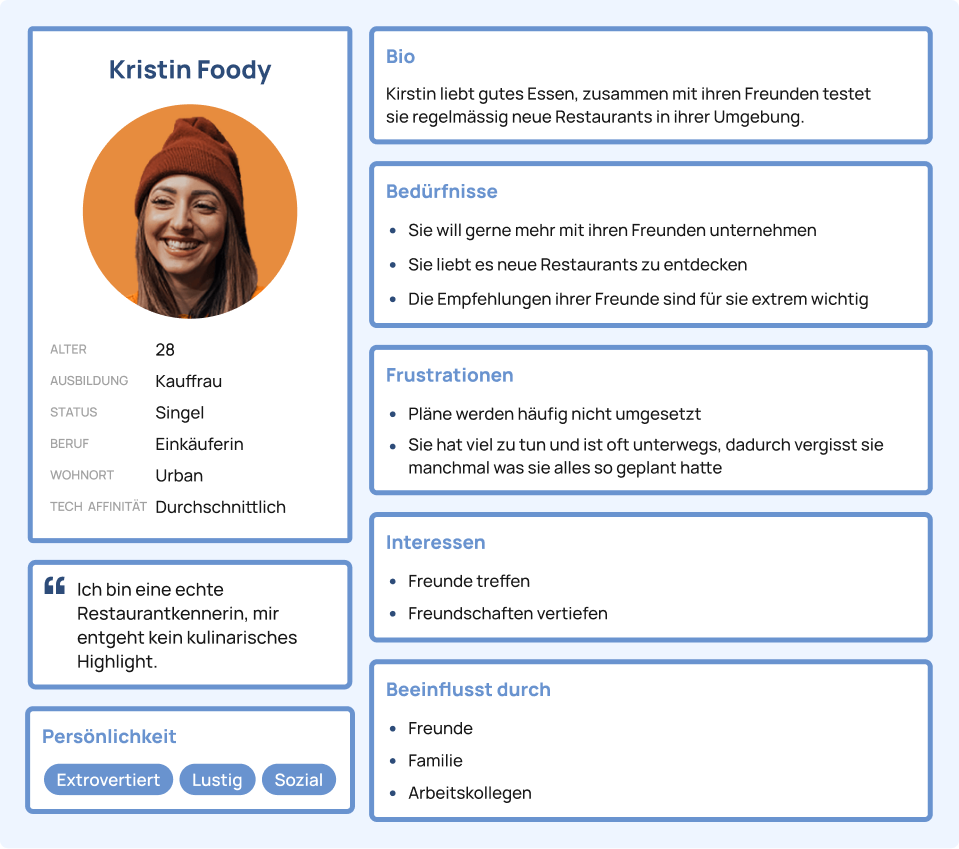 Kristin Foody
ALTER 28
AUSBILDUNG Kauffrau
STATUS Singel
BERUF Einkäuferin
WOHNORT Urban
TECH AFFINITÄT Durchschnittlich
“ Ich bin eine echte
Restaurantkennerin, mir
entgeht kein kulinarisches
Highlight.
Persönlichkeit
Extrovertiert Lustig Sozial
Bio
Kirstin liebt gutes Essen, zusammen mit ihren Freunden testet
sie regelmässig neue Restaurants in ihrer Umgebung.
Bedürfnisse
• Sie will gerne mehr mit ihren Freunden unternehmen
• Sie liebt es neue Restaurants zu entdecken
• Die Empfehlungen ihrer Freunde sind für sie extrem wichtig
Frustrationen
• Pläne werden häufig nicht umgesetzt
• Sie hat viel zu tun und ist oft unterwegs, dadurch vergisst sie
manchmal was sie alles so geplant hatte
Interessen
• Freunde treffen
• Freundschaften vertiefen
Beeinflusst durch
• Freunde
• Familie
• Arbeitskollegen